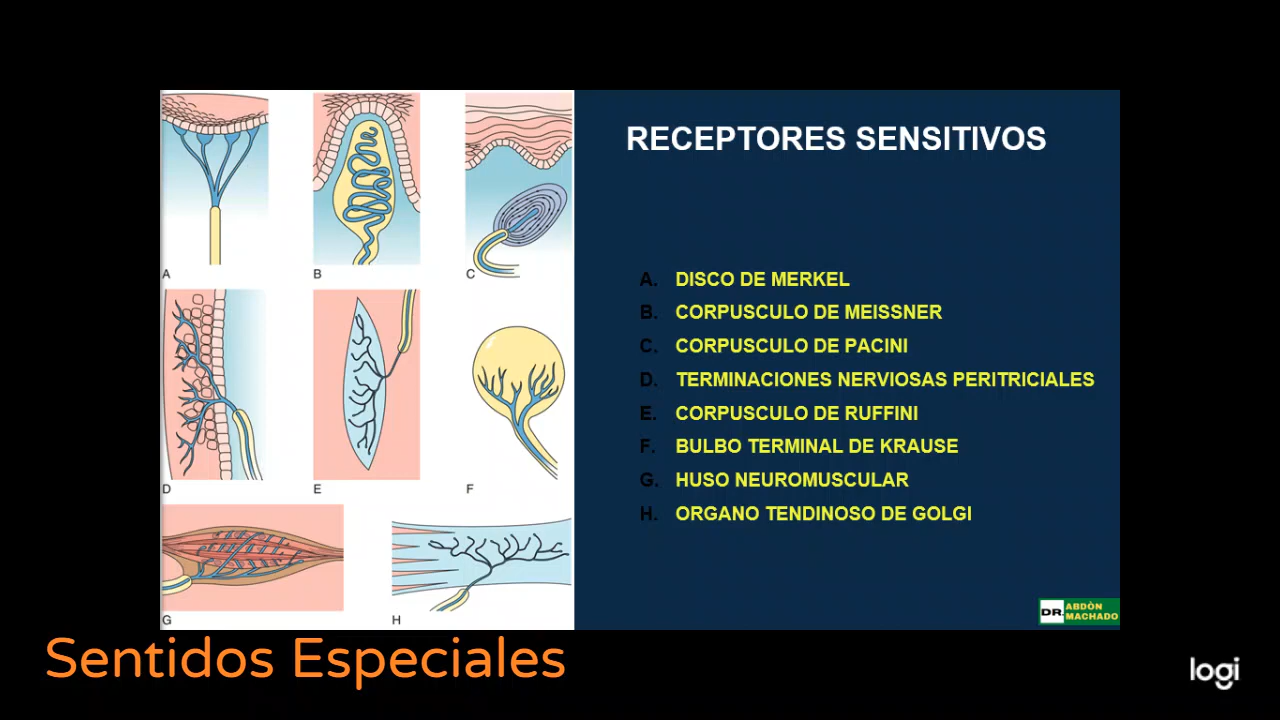 RECEPTORES SENSITIVOS
A
B
C
D
E
F
G
H
A. DISCO DE MERKEL
B. CORPUSCULO DE MEISSNER
C. CORPUSCULO DE PACINI
D. TERMINACIONES NERVIOSAS PERITRICIALES
E. CORPUSCULO DE RUFFINI
F. BULBO TERMINAL DE KRAUSE
G. HUSO NEUROMUSCULAR
H. ORGANO TENDINOSO DE GOLGI
DR. ABDÒN
MACHADO
Sentidos Especiales
logi